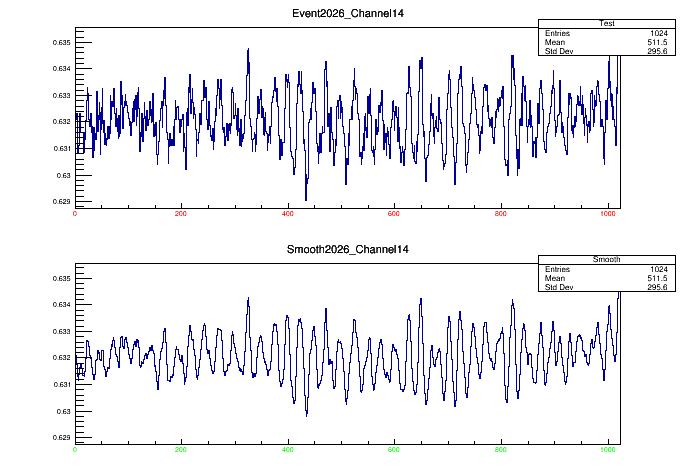 Event2026_Channel14
Test
Entries 1024
Mean 511.5
Std Dev 295.6
0.635
0.634
0.633
0.632
0.631
0.63
0.629
0 200 400 600 800 1000
Smooth2026_Channel14
Smooth
Entries 1024
Mean 511.5
Std Dev 295.6
0.635
0.634
0.633
0.632
0.631
0.63
0.629
0 200 400 600 800 1000